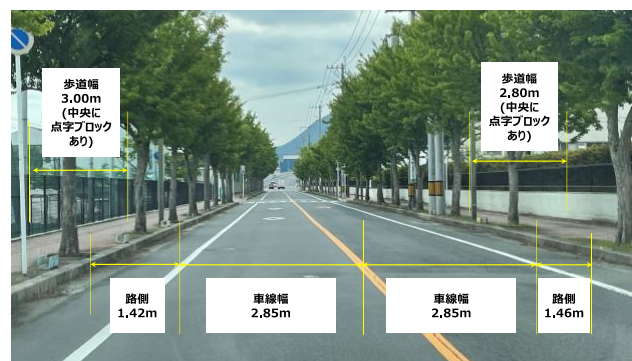 歩道幅
3.00m
(中央に
点字ブロック
あり)
歩道幅
2.80m
(中央に
点字ブロック
あり)
路側
1.42m
車線幅
2.85m
車線幅
2.85m
路側
1.46m